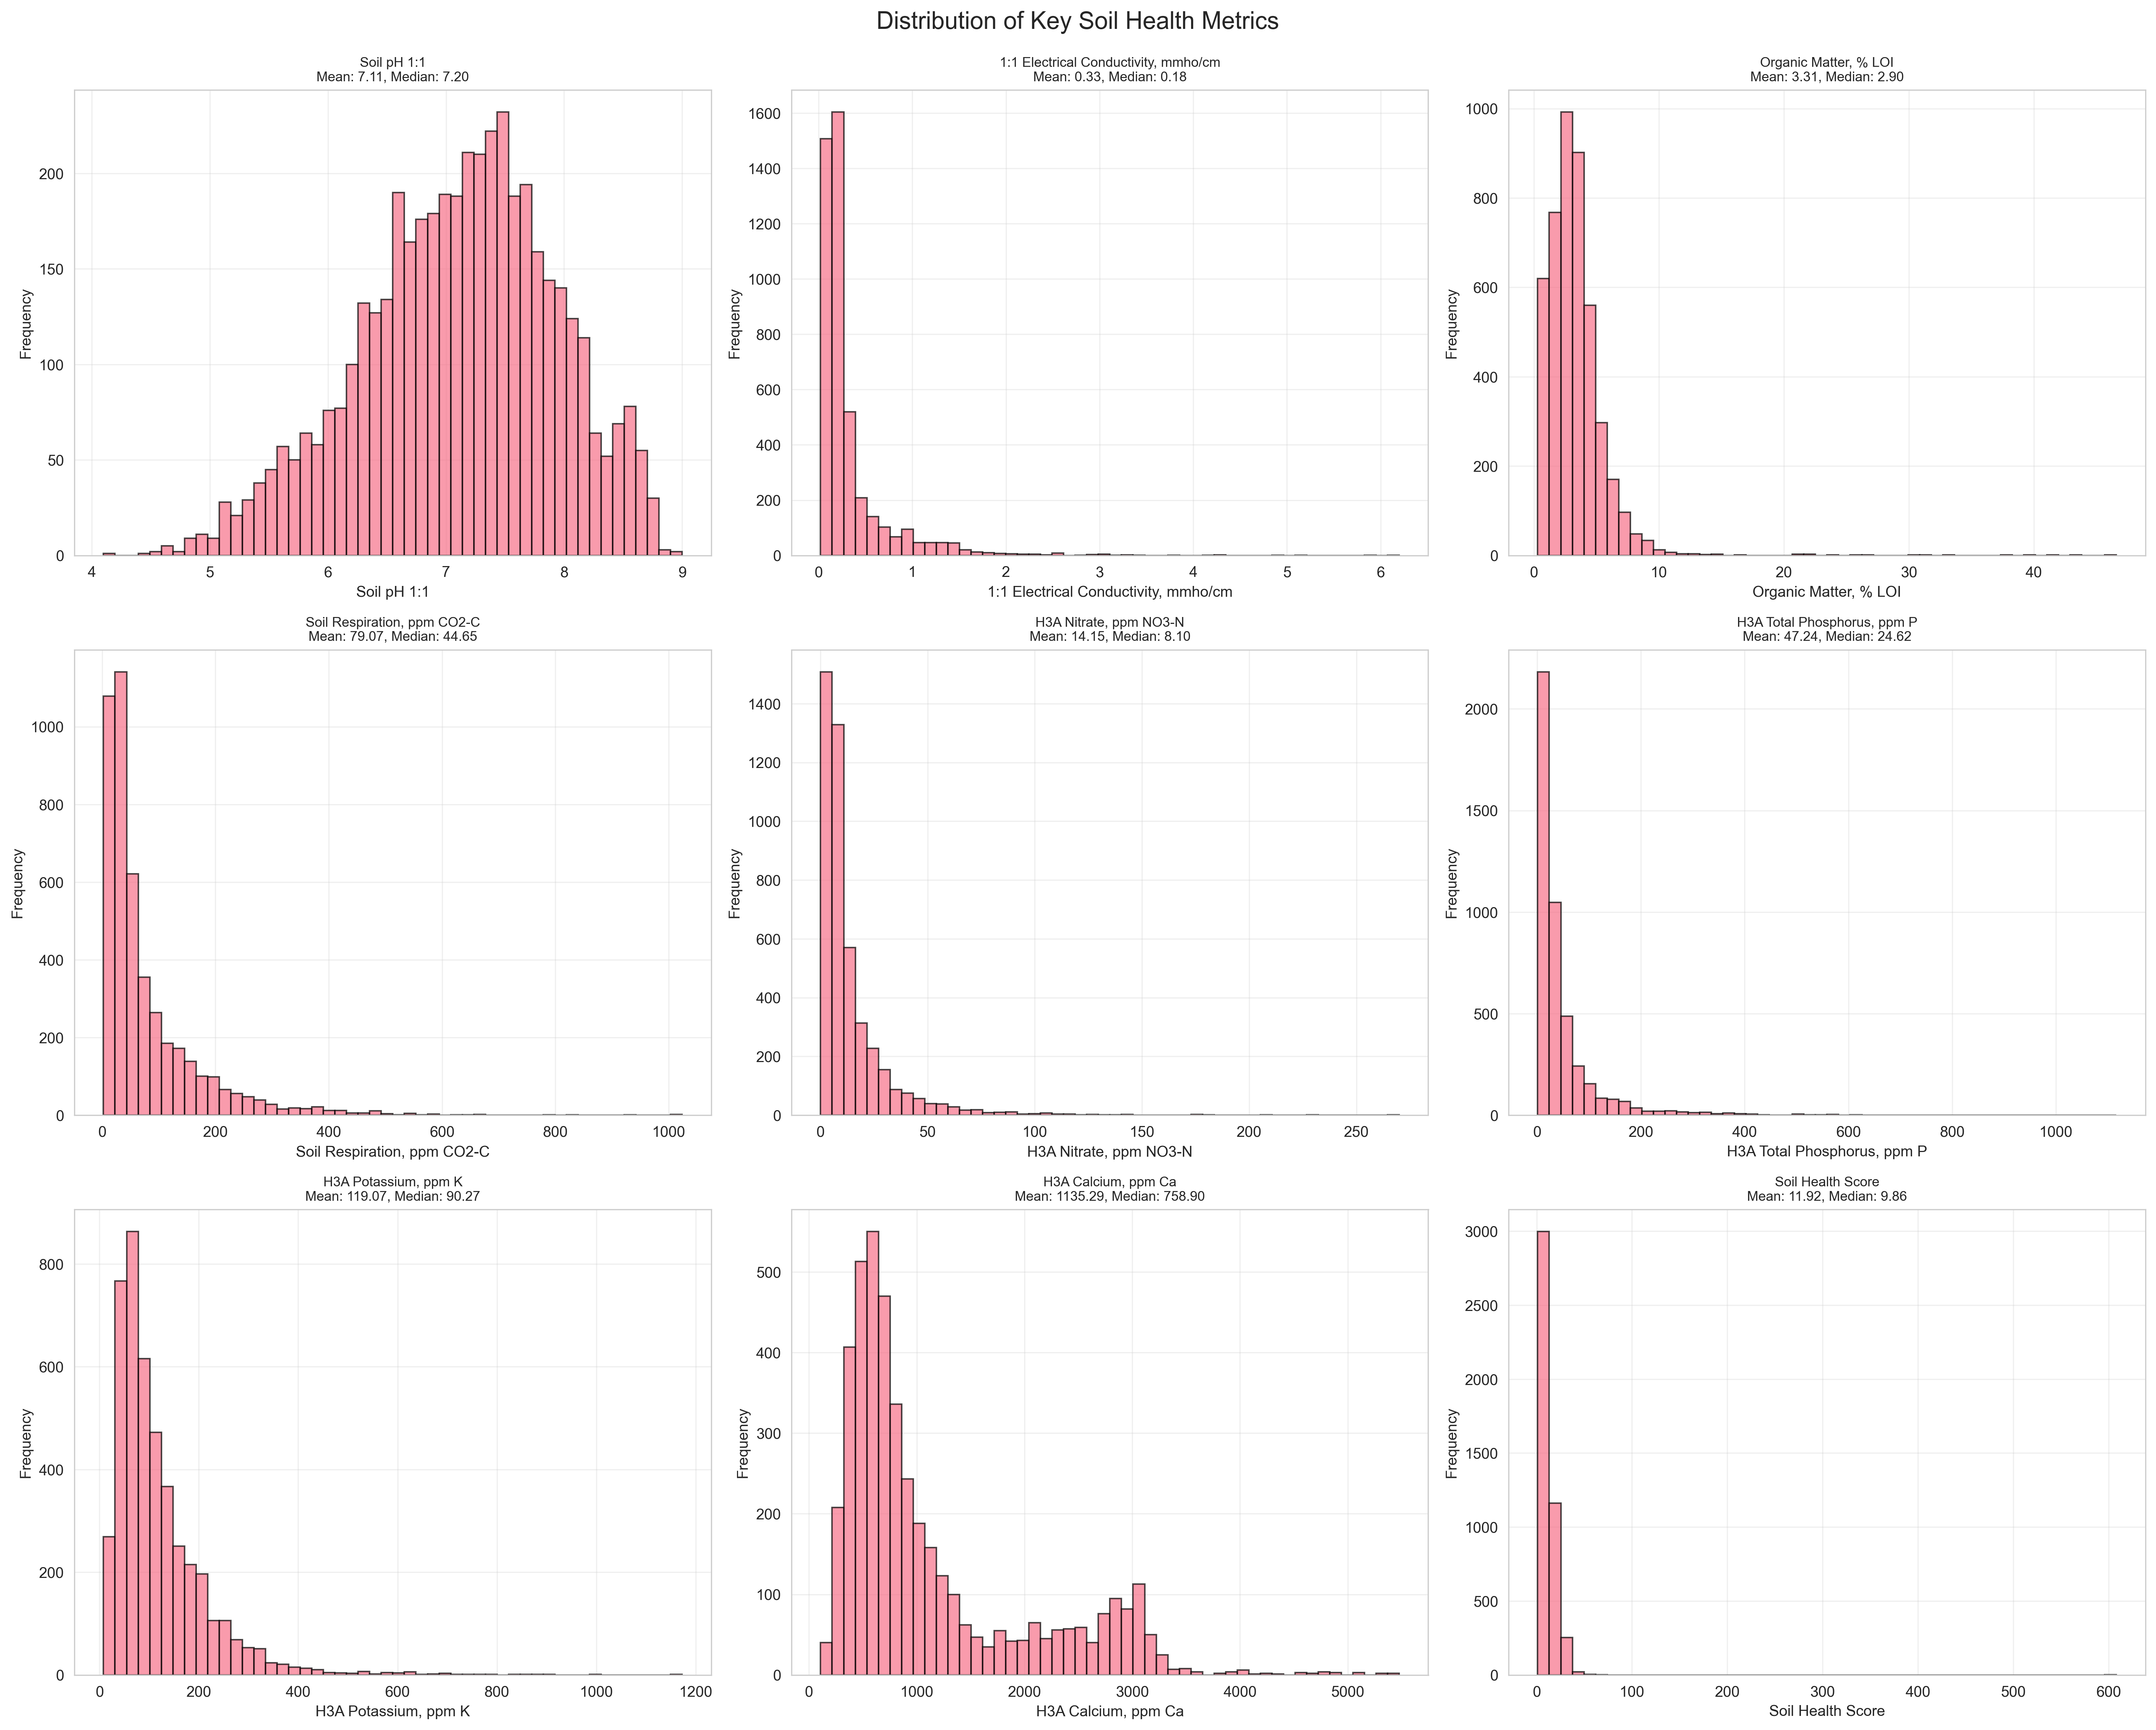 Distribution of Key Soil Health Metrics
Soil pH 1:1
Mean: 7.11, Median: 7.20
Frequency
0
50
100
150
200
4 5 6 7 8 9
Soil pH 1:1
1:1 Electrical Conductivity, mmho/cm
Mean: 0.33, Median: 0.18
Frequency
0
200
400
600
800
1000
1200
1400
1600
0 1 2 3 4 5 6
1:1 Electrical Conductivity, mmho/cm
Organic Matter, % LOI
Mean: 3.31, Median: 2.90
Frequency
0
200
400
600
800
1000
0 10 20 30 40
Organic Matter, % LOI
Soil Respiration, ppm CO2-C
Mean: 79.07, Median: 44.65
Frequency
0
200
400
600
800
1000
0 200 400 600 800 1000
Soil Respiration, ppm CO2-C
H3A Nitrate, ppm NO3-N
Mean: 14.15, Median: 8.10
Frequency
0
200
400
600
800
1000
1200
1400
0 50 100 150 200 250
H3A Nitrate, ppm NO3-N
H3A Total Phosphorus, ppm P
Mean: 47.24, Median: 24.62
Frequency
0
500
1000
1500
2000
0 200 400 600 800 1000
H3A Total Phosphorus, ppm P
H3A Potassium, ppm K
Mean: 119.07, Median: 90.27
Frequency
0
200
400
600
800
0 200 400 600 800 1000 1200
H3A Potassium, ppm K
H3A Calcium, ppm Ca
Mean: 1135.29, Median: 758.90
Frequency
0
100
200
300
400
500
0 1000 2000 3000 4000 5000
H3A Calcium, ppm Ca
Soil Health Score
Mean: 11.92, Median: 9.86
Frequency
0
500
1000
1500
2000
2500
3000
0 100 200 300 400 500 600
Soil Health Score